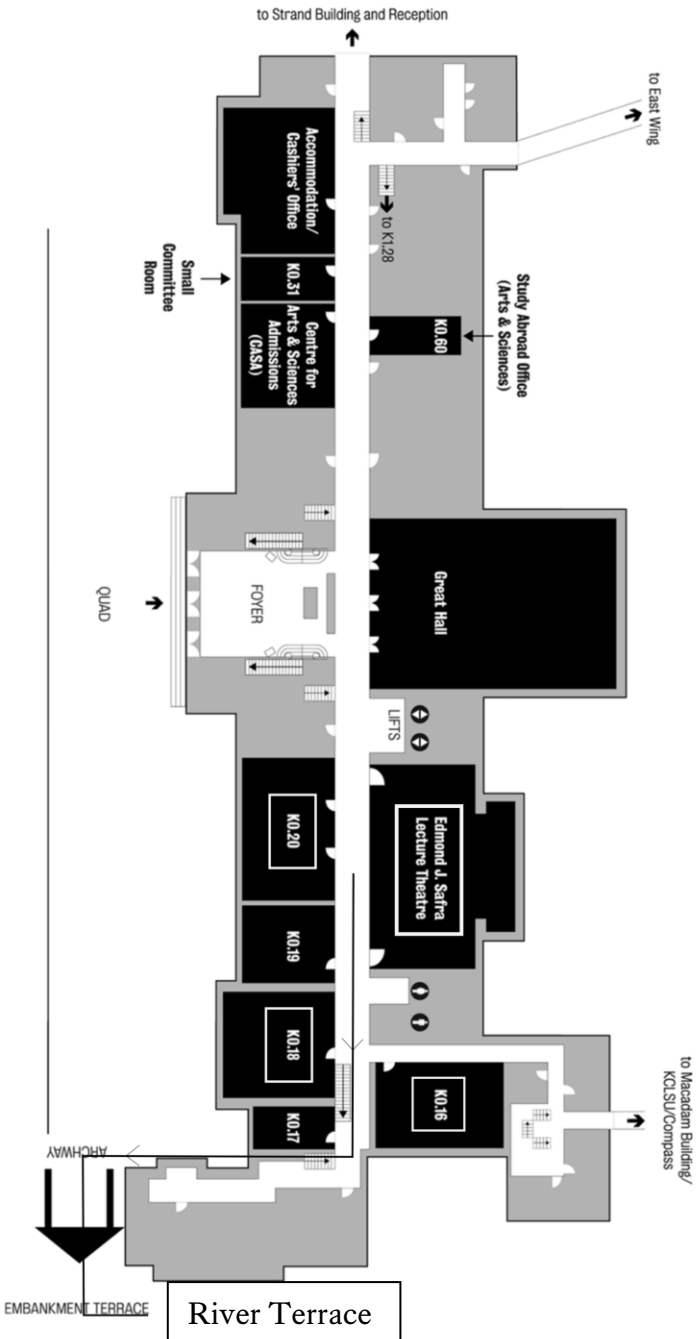 to Strand Building and Reception
to East Wing
Accommodation/
Cashiers' Office
to K1.28
K0.31
Small
Committee
Room
Centre for
Arts & Sciences
Admissions
(CASA)
K0.60
Study Abroad Office
(Arts & Sciences)
QUAD
FOYER
Great Hall
LIFTS
K0.20
Edmond J. Safra
Lecture Theatre
K0.19
K0.18
K0.17
K0.16
to Macadam Building/
KCLSU/Compass
ARCHWAY
EMBANKMENT TERRACE
River Terrace